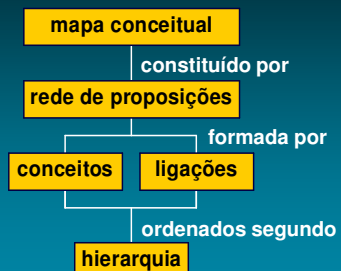 mapa conceitual
constituído por
rede de proposições
formada por
conceitos
ligações
ordenados segundo
hierarquia